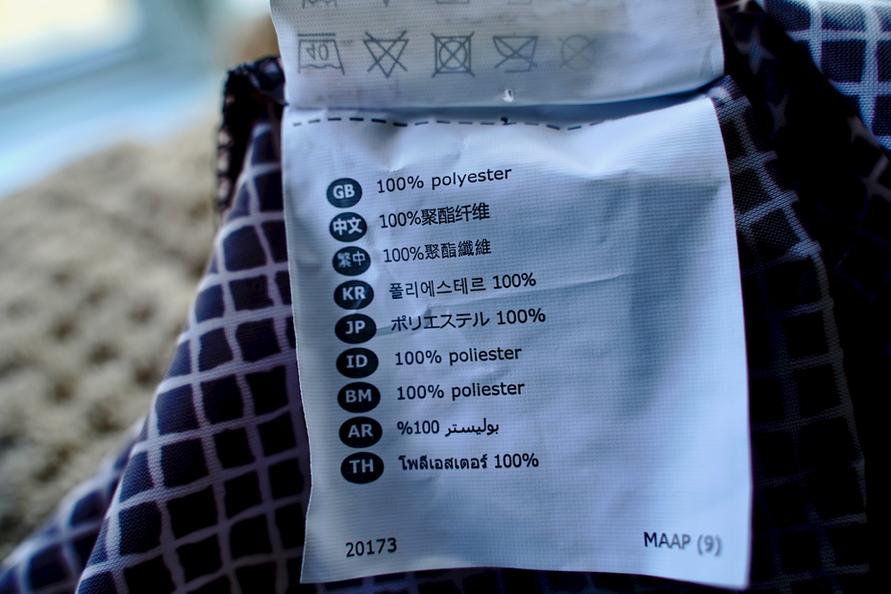 40
GB 100% polyester
中文 100%聚酯纤维
繁中 100%聚酯纖維
KR 폴리에스테르 100%
JP ポリエステル 100%
ID 100% poliester
BM 100% poliester
AR بوليستر 100%
TH โพลีเอสเตอร์ 100%
20173 MAAP (9)